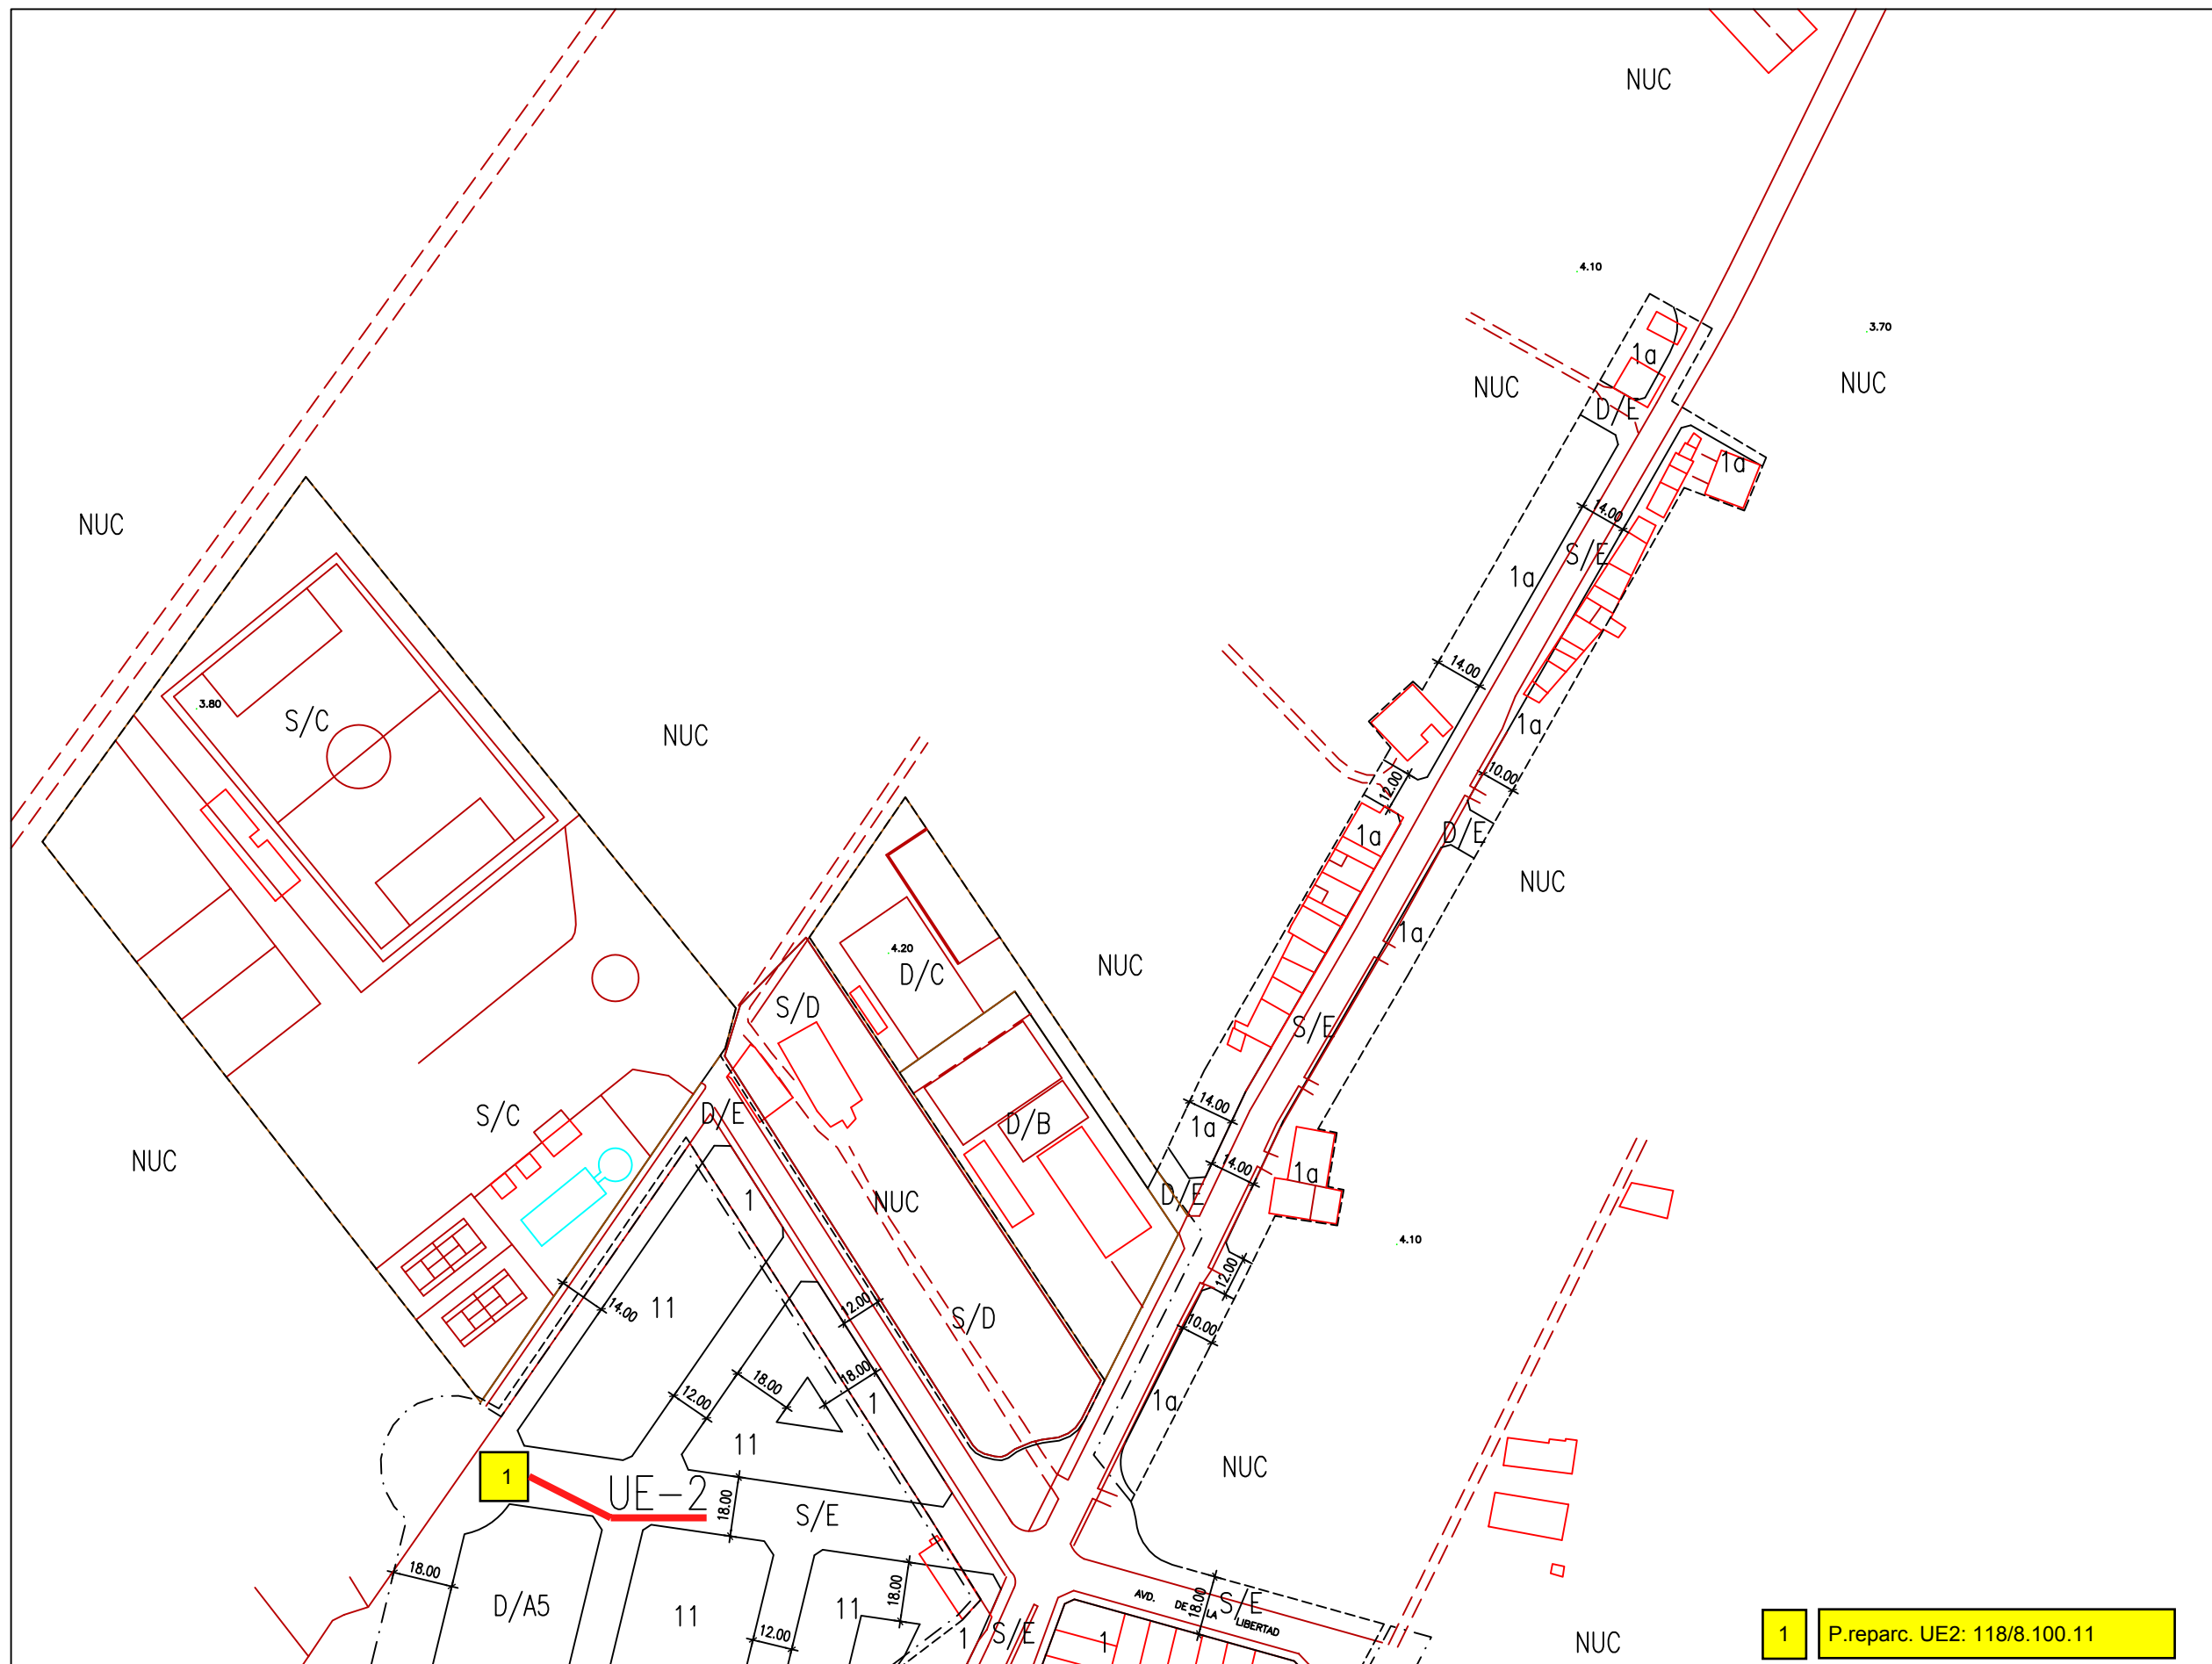 NUC
4.10
3.70
1a
NUC
NUC
D/E
1a
14.00
NUC
S/E
1a
14.00
3.80
S/C
1a
NUC
10.00
12.00
1a
D/E
NUC
1a
4.20
D/C
NUC
S/D
S/E
14.00
S/C
D/E
D/B
1a
NUC
14.00
1a
1
NUC
D/E
4.10
12.00
14.00
11
12.00
S/D
10.00
18.00
18.00
12.00
1
1a
11
NUC
1
UE-2
18.00
S/E
18.00
18.00
D/A5
11
11
12.00
1
S/E
AVD. DE LA LIBERTAD
18.00
S/E
1
NUC
1 P.reparc. UE2: 118/8.100.11